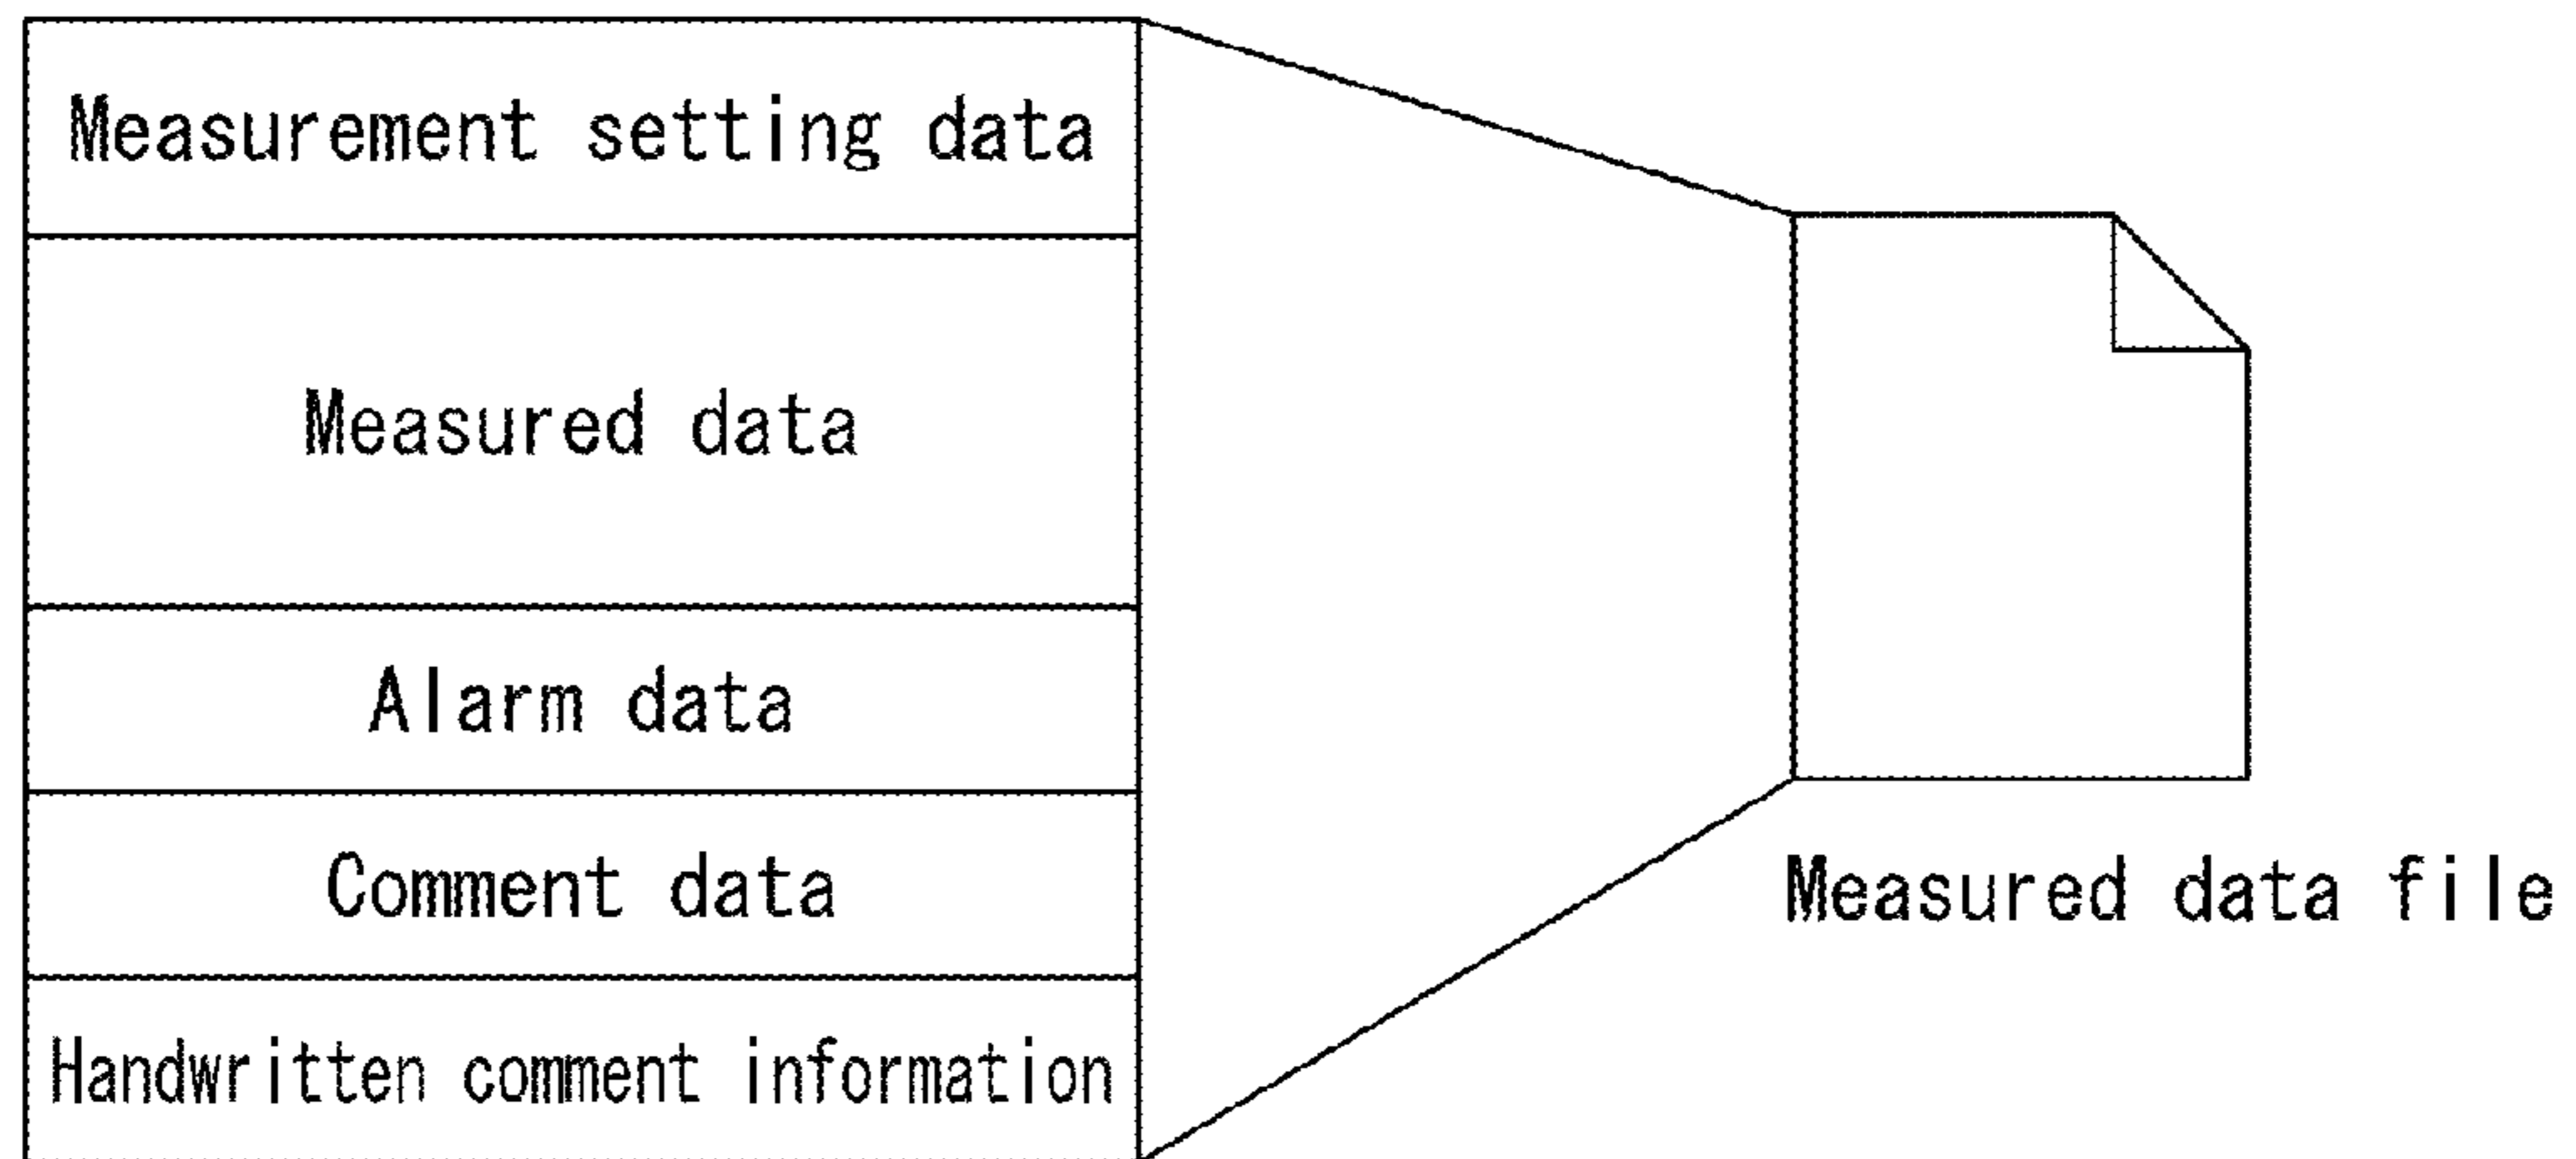 Measurement setting data
Measured data
Alarm data
Comment data
Measured data file
Handwritten comment information